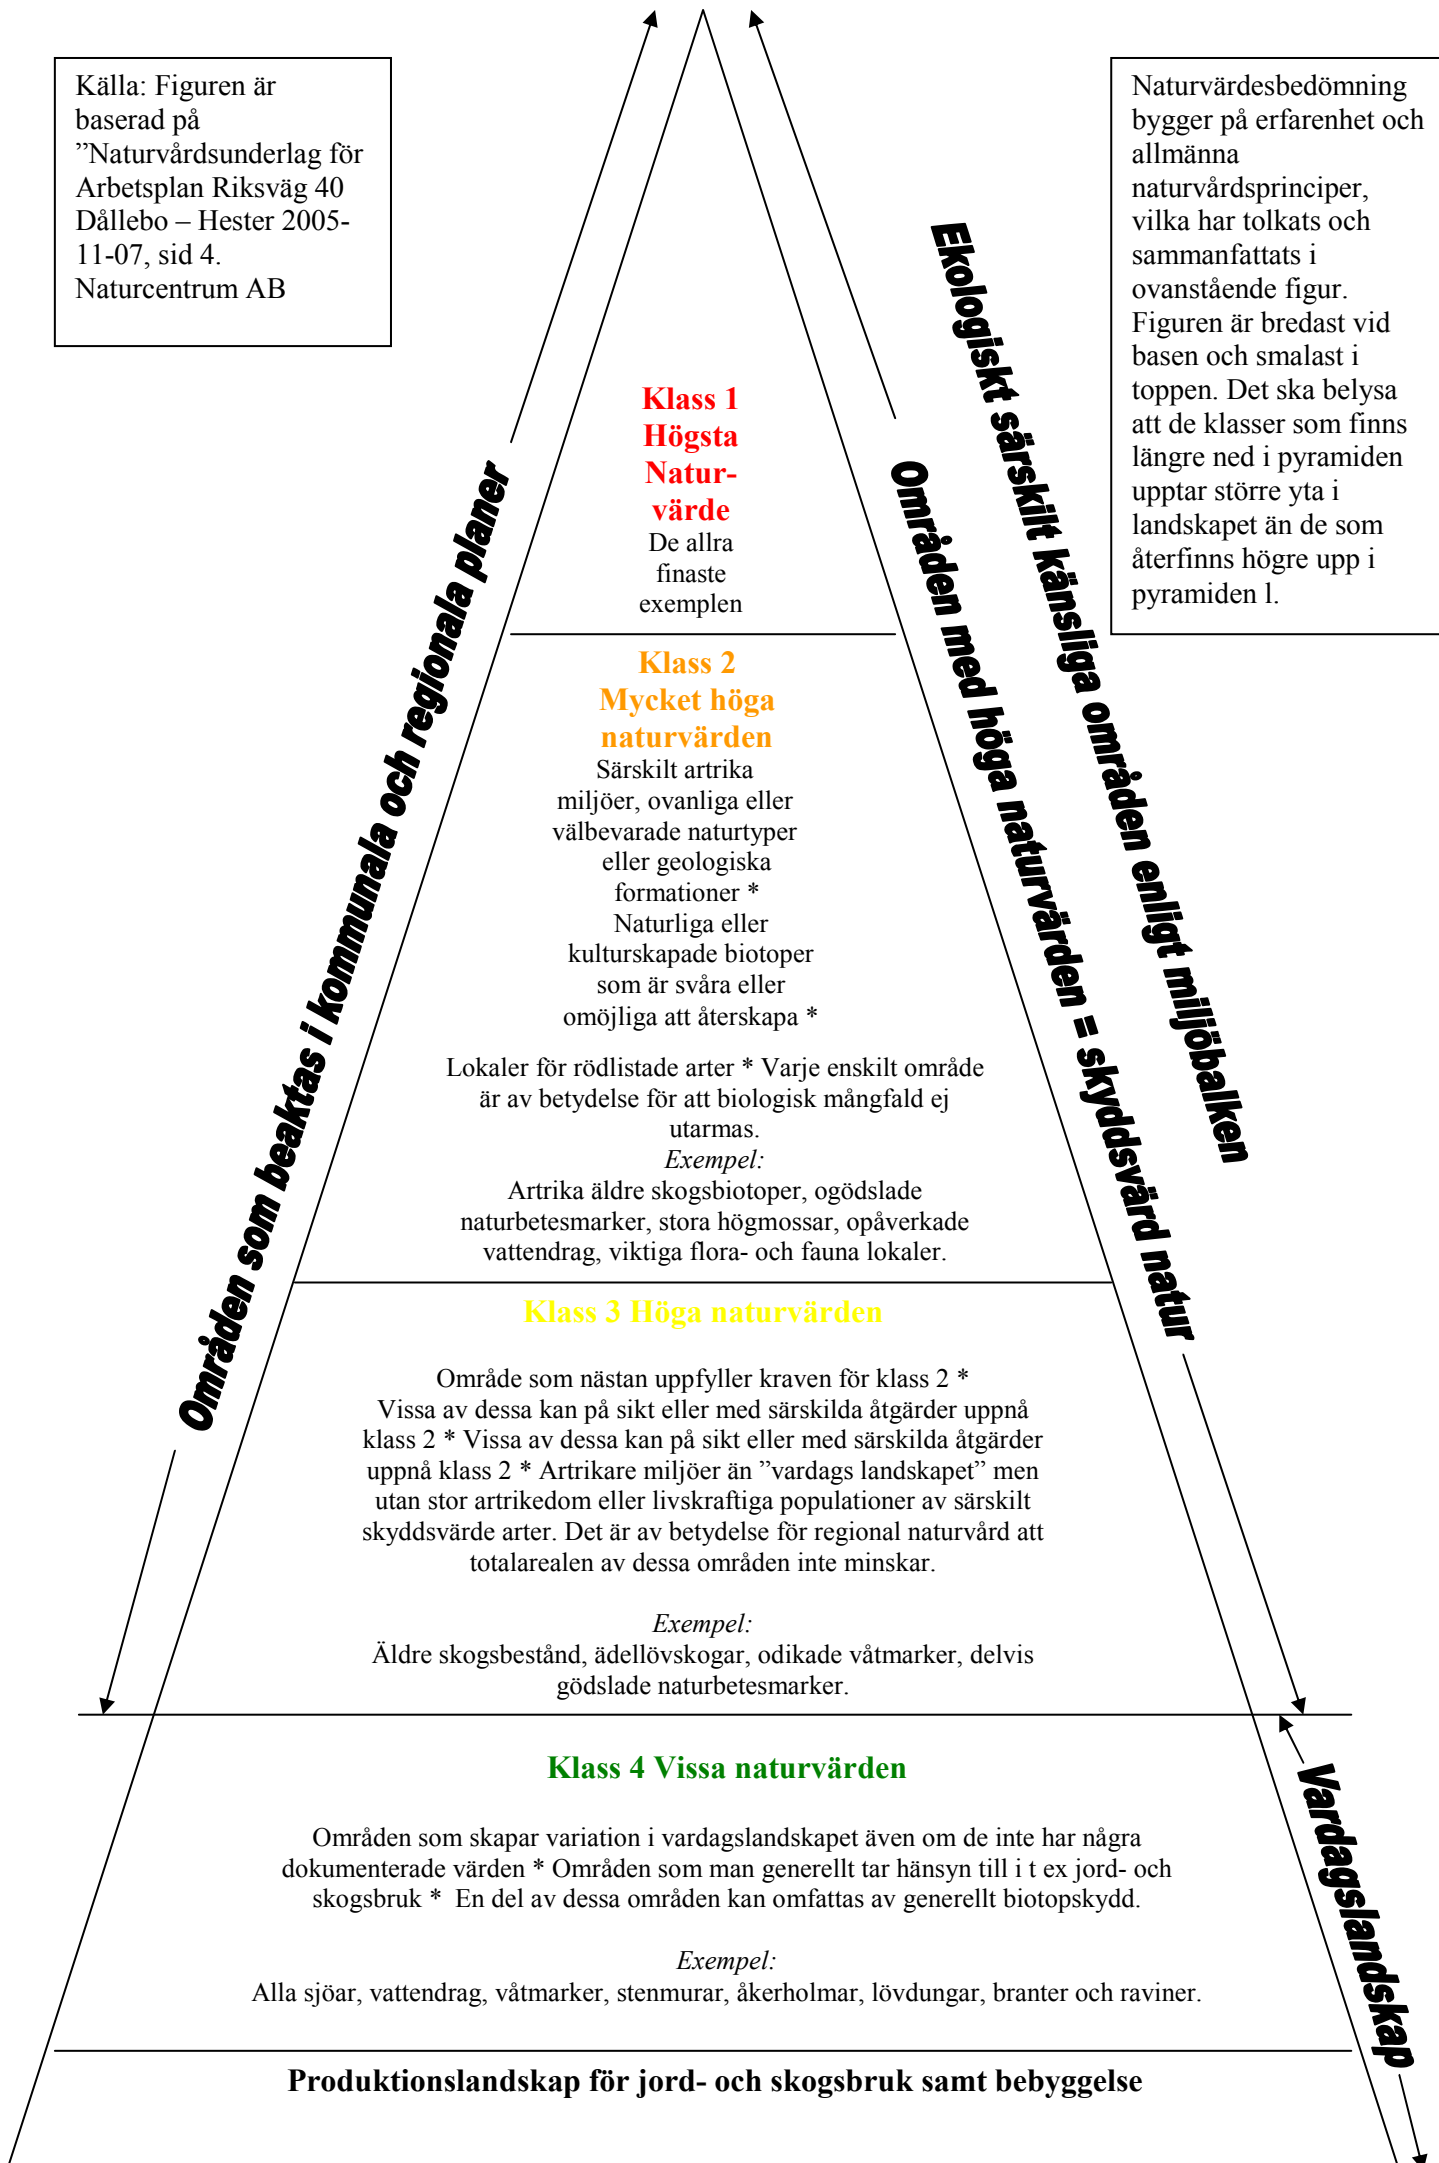 Källa: Figuren är
baserad på
”Naturvårdsunderlag för
Arbetsplan Riksväg 40
Dållebo – Hester 2005-
11-07, sid 4.
Naturcentrum AB
Naturvärdesbedömning
bygger på erfarenhet och
allmänna
naturvårdsprinciper,
vilka har tolkats och
sammanfattats i
ovanstående figur.
Figuren är bredast vid
basen och smalast i
toppen. Det ska belysa
att de klasser som finns
längre ned i pyramiden
upptar större yta i
landskapet än de som
återfinns högre upp i
pyramiden l.
Områden som beaktas i kommunala och regionala planer
Ekologiskt särskilt känsliga områden enligt miljöbalken
Områden med höga naturvärden = skyddsvärd natur
Klass 1
Högsta
Natur-
värde
De allra
finaste
exemplen
Klass 2
Mycket höga
naturvärden
Särskilt artrika
miljöer, ovanliga eller
välbevarade naturtyper
eller geologiska
formationer *
Naturliga eller
kulturskapade biotoper
som är svåra eller
omöjliga att återskapa *
Lokaler för rödlistade arter * Varje enskilt område
är av betydelse för att biologisk mångfald ej
utarmas.
Exempel:
Artrika äldre skogsbiotoper, ogödslade
naturbetesmarker, stora högmossar, opåverkade
vattendrag, viktiga flora- och fauna lokaler.
Klass 3 Höga naturvärden
Område som nästan uppfyller kraven för klass 2 *
Vissa av dessa kan på sikt eller med särskilda åtgärder uppnå
klass 2 * Vissa av dessa kan på sikt eller med särskilda åtgärder
uppnå klass 2 * Artrikare miljöer än ”vardags landskapet” men
utan stor artrikedom eller livskraftiga populationer av särskilt
skyddsvärde arter. Det är av betydelse för regional naturvård att
totalarealen av dessa områden inte minskar.
Exempel:
Äldre skogsbestånd, ädellövskogar, odikade våtmarker, delvis
gödslade naturbetesmarker.
Klass 4 Vissa naturvärden
Områden som skapar variation i vardagslandskapet även om de inte har några
dokumenterade värden * Områden som man generellt tar hänsyn till i t ex jord- och
skogsbruk * En del av dessa områden kan omfattas av generellt biotopskydd.
Exempel:
Alla sjöar, vattendrag, våtmarker, stenmurar, åkerholmar, lövdungar, branter och raviner.
Vardagslandskap
Produktionslandskap för jord- och skogsbruk samt bebyggelse